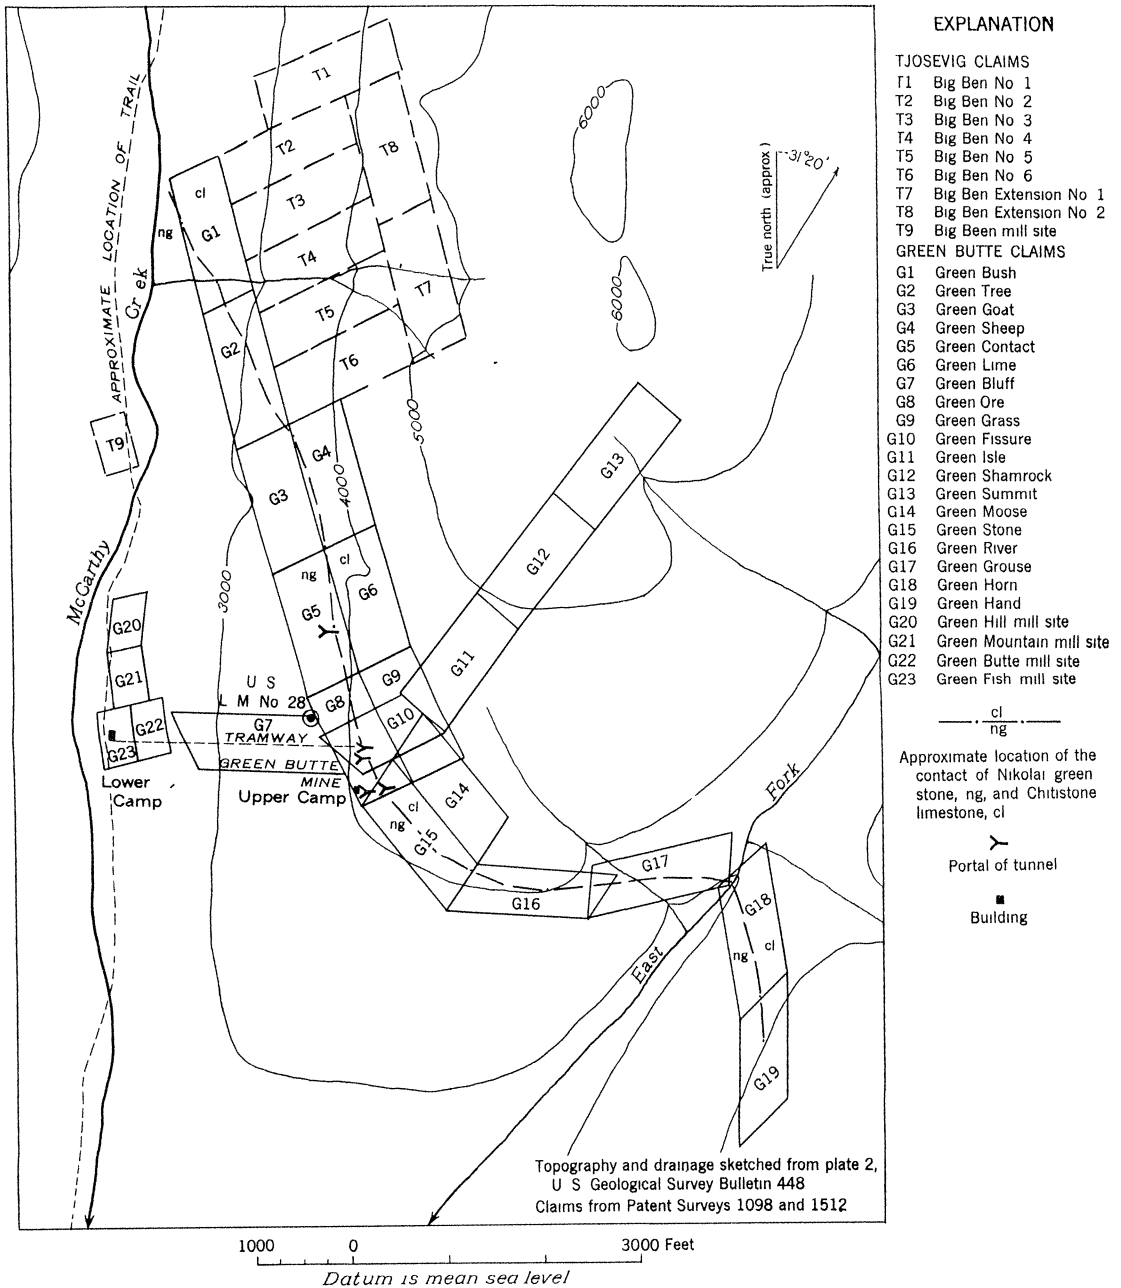 EXPLANATION
TJOSEVIG CLAIMS
T1 Big Ben No 1
T2 Big Ben No 2
T3 Big Ben No 3
T4 Big Ben No 4
T5 Big Ben No 5
T6 Big Ben No 6
T7 Big Ben Extension No 1
T8 Big Ben Extension No 2
T9 Big Been mill site
GREEN BUTTE CLAIMS
G1 Green Bush
G2 Green Tree
G3 Green Goat
G4 Green Sheep
G5 Green Contact
G6 Green Lime
G7 Green Bluff
G8 Green Ore
G9 Green Grass
G10 Green Fissure
G11 Green Isle
G12 Green Shamrock
G13 Green Summit
G14 Green Moose
G15 Green Stone
G16 Green River
G17 Green Grouse
G18 Green Horn
G19 Green Hand
G20 Green Hill mill site
G21 Green Mountain mill site
G22 Green Butte mill site
G23 Green Fish mill site
cl
ng
Approximate location of the
contact of Nikolai green
stone, ng, and Chitistone
limestone, cl
Portal of tunnel
Building
APPROXIMATE LOCATION OF TRAIL
McCarthy
Cr ek
T1
T2
T8
T3
T4
T7
T5
T6
T9
cl
ng
G1
G2
G4
G3
cl
ng
G5
G6
G9
G8
G10
G11
G12
G13
G20
G21
G22
G23
3000
4000
5000
6000
6000
True north (approx)
31°20'
U S
L M No 28
G7
TRAMWAY
GREEN BUTTE
MINE
Upper Camp
Lower
Camp
cl
ng
G14
G15
G16
G17
G18
cl
ng
G19
East
Fork
Topography and drainage sketched from plate 2,
U S Geological Survey Bulletin 448
Claims from Patent Surveys 1098 and 1512
1000 0 3000 Feet
Datum is mean sea level